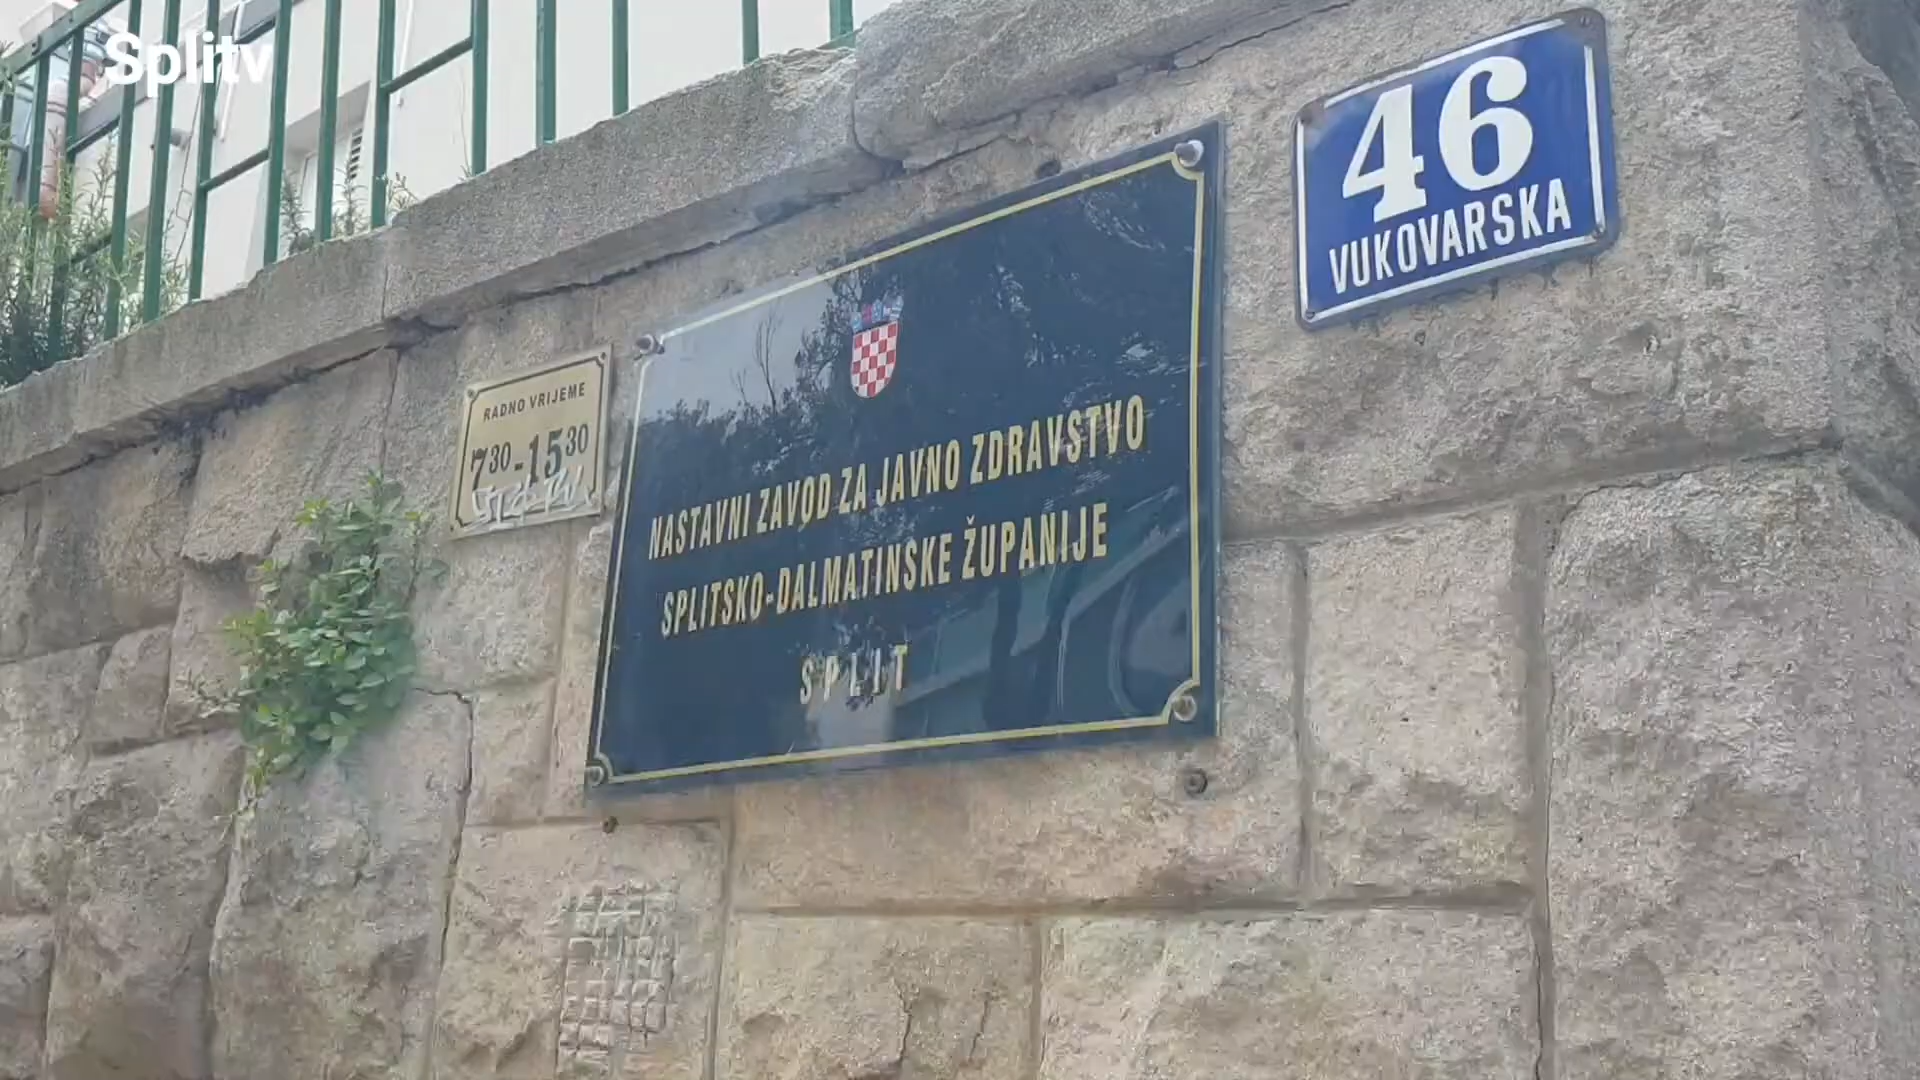 Splitv
46
VUKOVARSKA
RADNO VRIJEME
730-1530
NASTAVNI ZAVOD ZA JAVNO ZDRAVSTVO
SPLITSKO-DALMATINSKE ŽUPANIJE
SPLIT